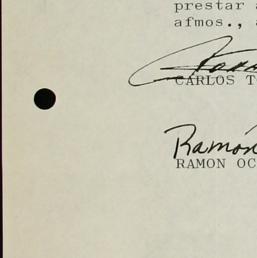 prestar a
afmos., a
CARLOS T
Ramón
RAMON OC